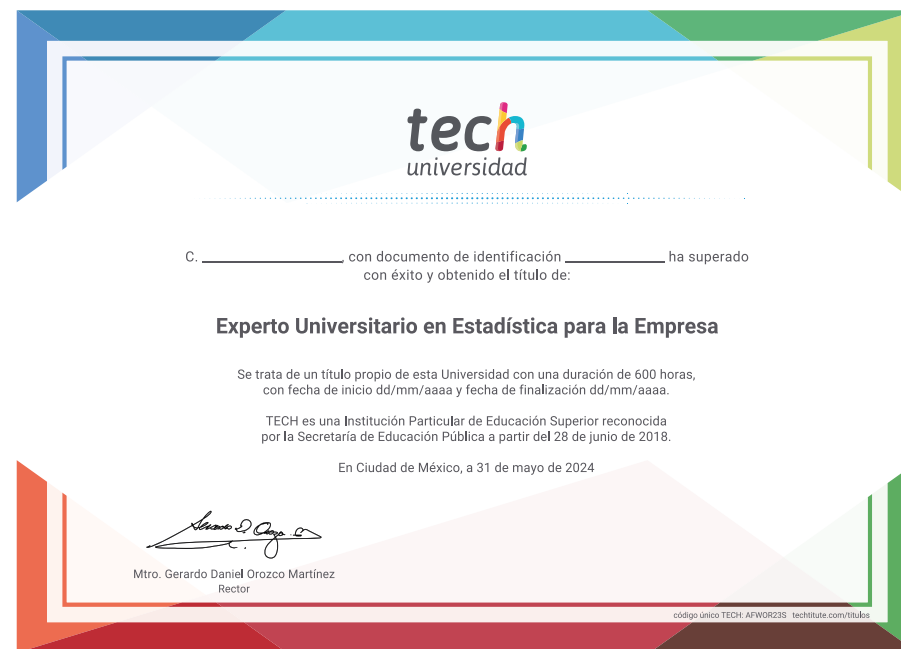 tech
universidad
C. ____________________, con documento de identificación ______________ ha superado
con éxito y obtenido el título de:
Experto Universitario en Estadística para la Empresa
Se trata de un título propio de esta Universidad con una duración de 600 horas,
con fecha de inicio dd/mm/aaaa y fecha de finalización dd/mm/aaaa.
TECH es una Institución Particular de Educación Superior reconocida
por la Secretaría de Educación Pública a partir del 28 de junio de 2018.
En Ciudad de México, a 31 de mayo de 2024
Mtro. Gerardo Daniel Orozco Martínez
Rector
código único TECH: AFWOR23S techtitute.com/titulos